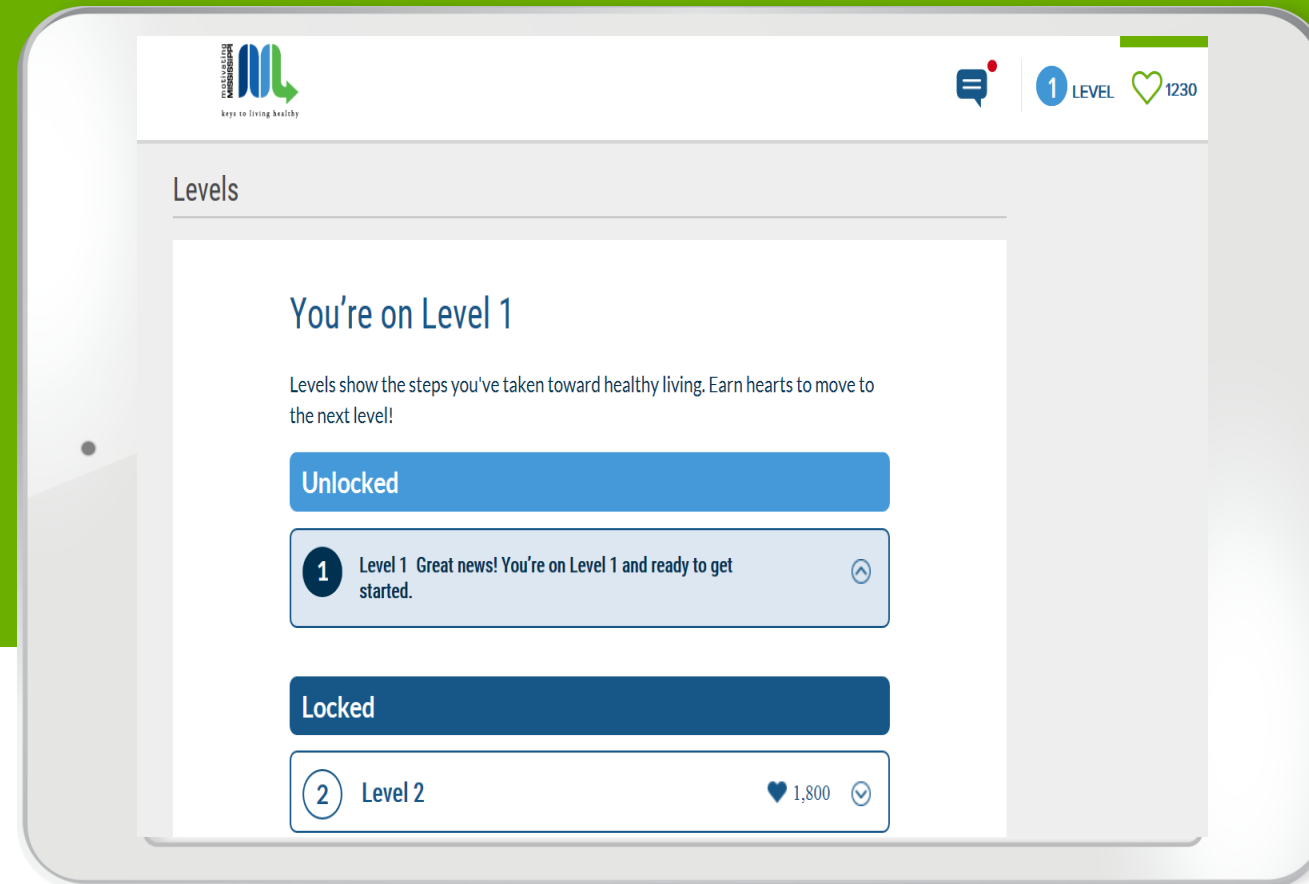 motivating
MISSISSIPPI
keys to living healthy
1 LEVEL 1230
Levels
You're on Level 1
Levels show the steps you've taken toward healthy living. Earn hearts to move to
the next level!
Unlocked
1 Level 1 Great news! You're on Level 1 and ready to get
started.
Locked
2 Level 2 1,800